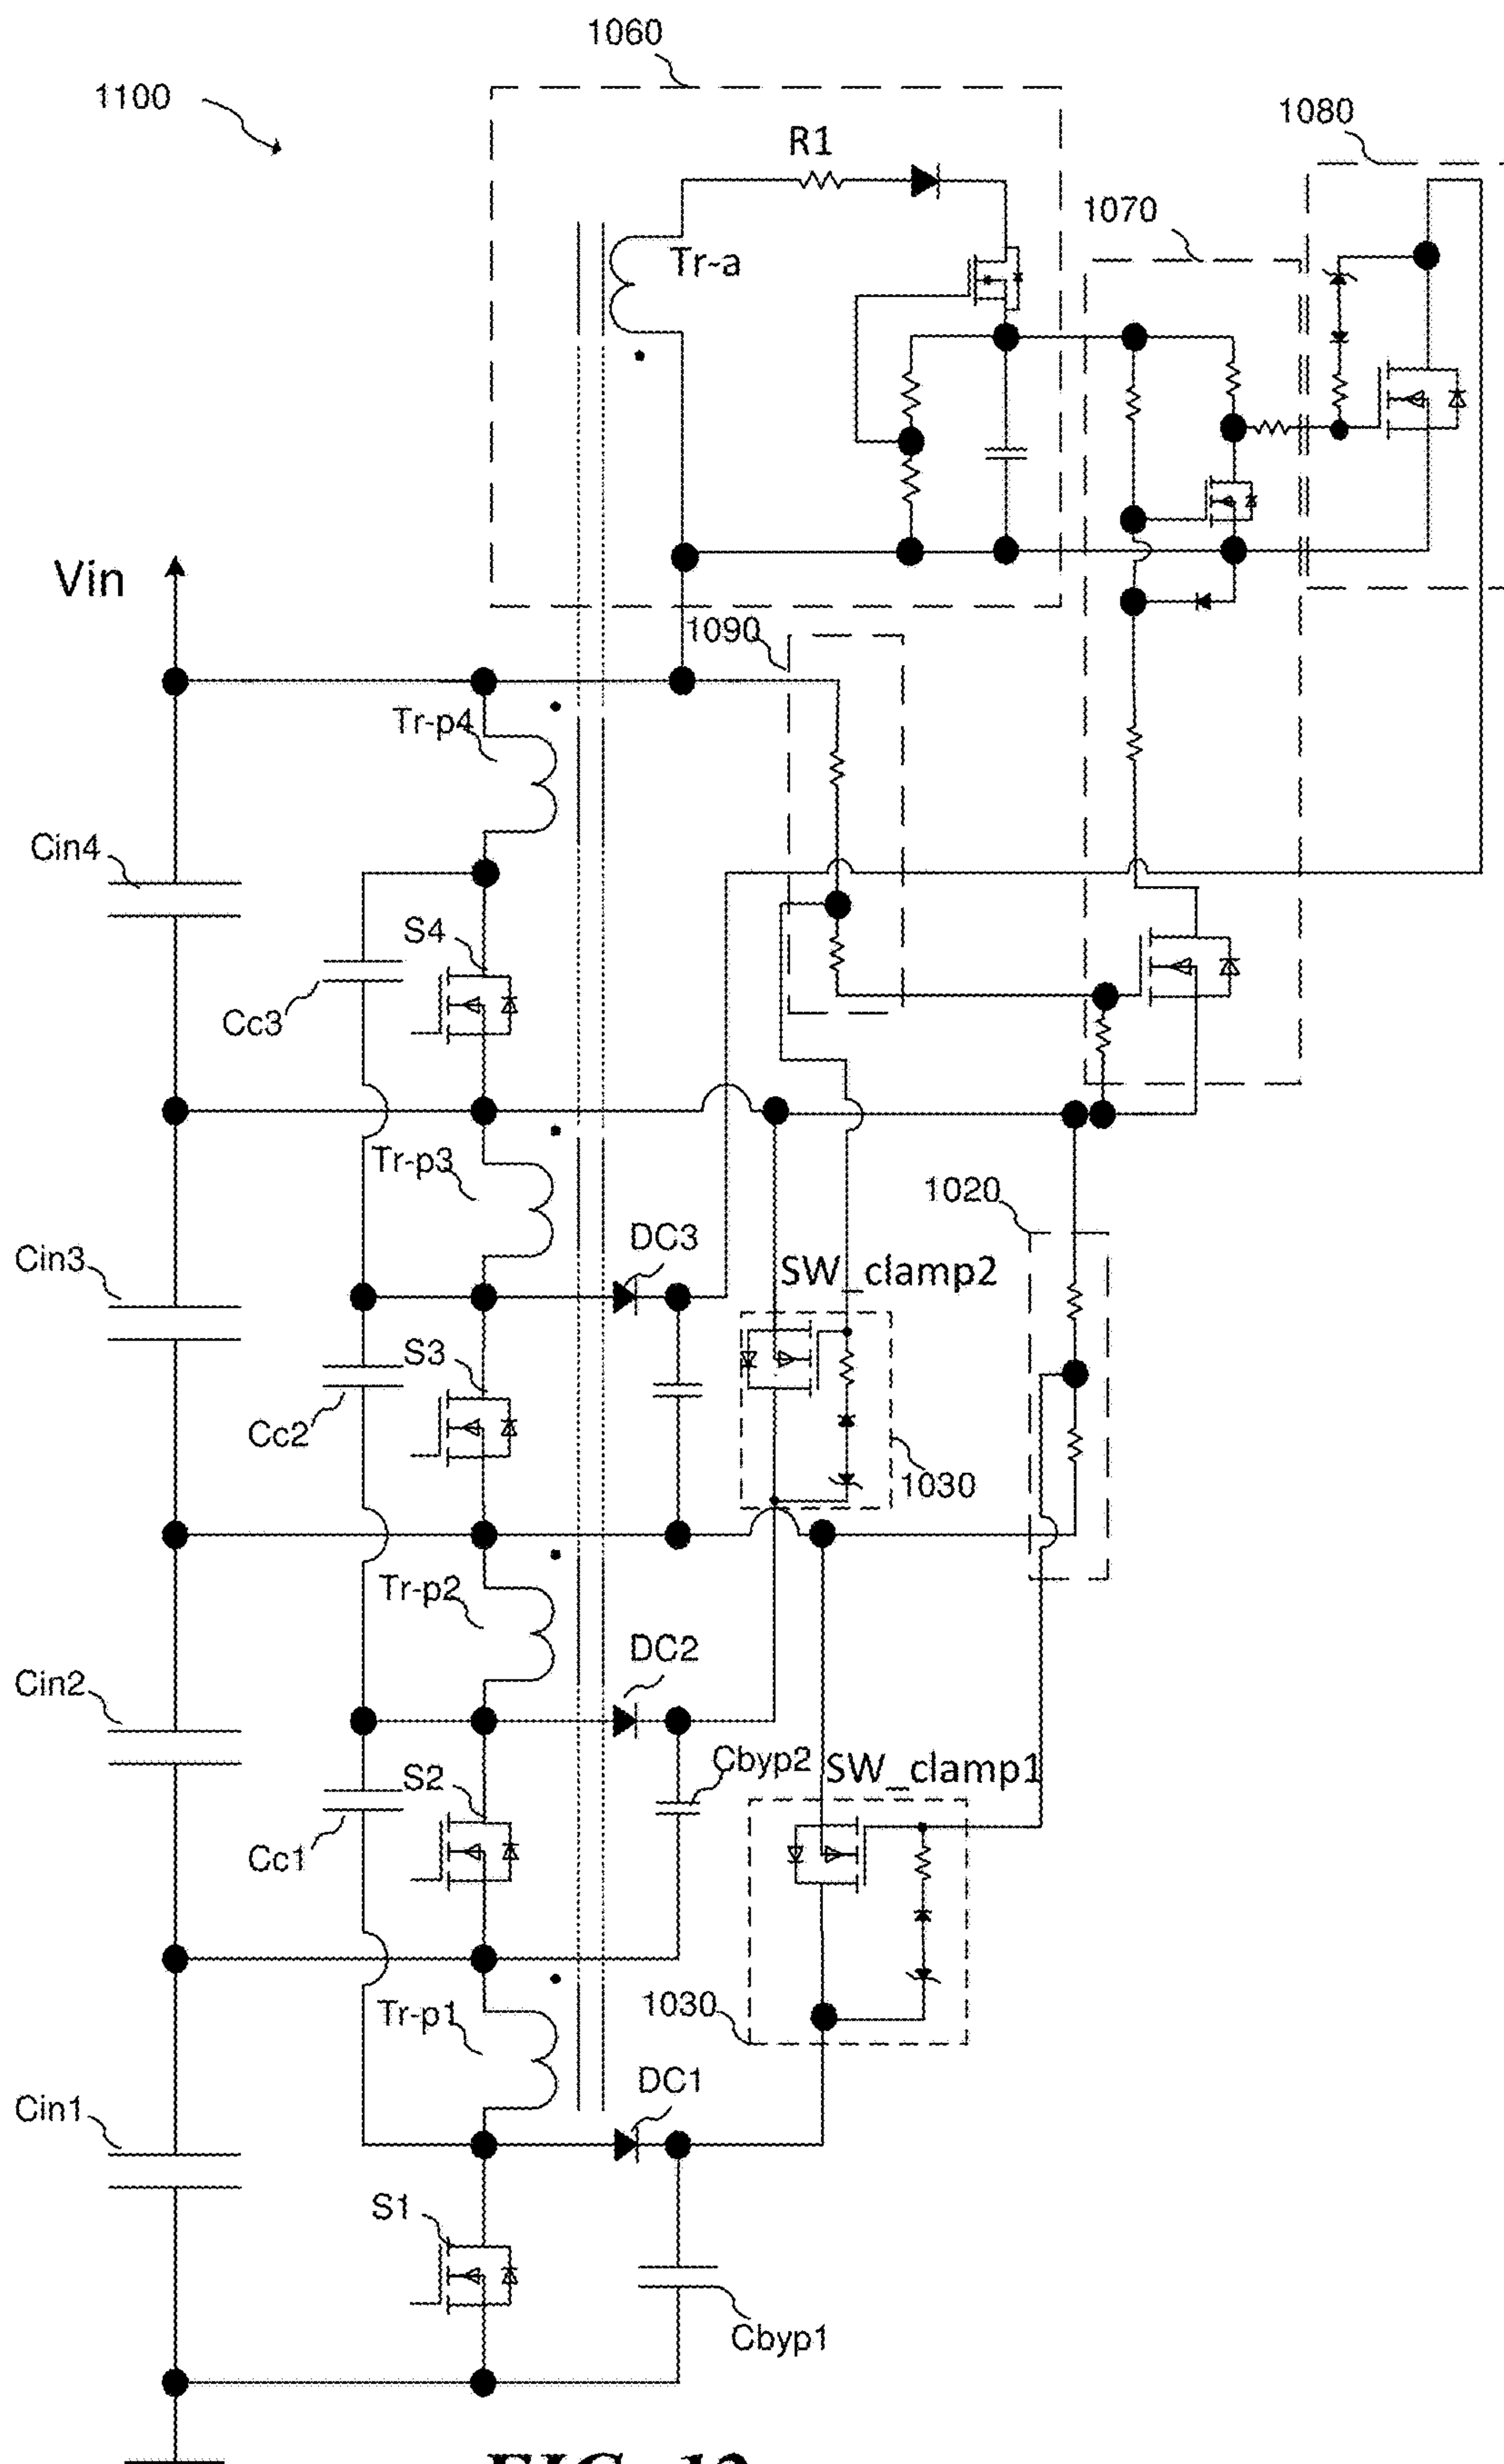 1060
1100
1080
R1
1070
Tr-a
Vin
1090
Tr-p4
Cin4
S4
Cc3
Tr-p3
1020
DC3
Cin3
SW_clamp2
S3
Cc2
1030
Tr-p2
DC2
Cin2
Cbyp2
SW_clamp1
S2
Cc1
1030
Tr-p1
DC1
Cin1
S1
Cbyp1